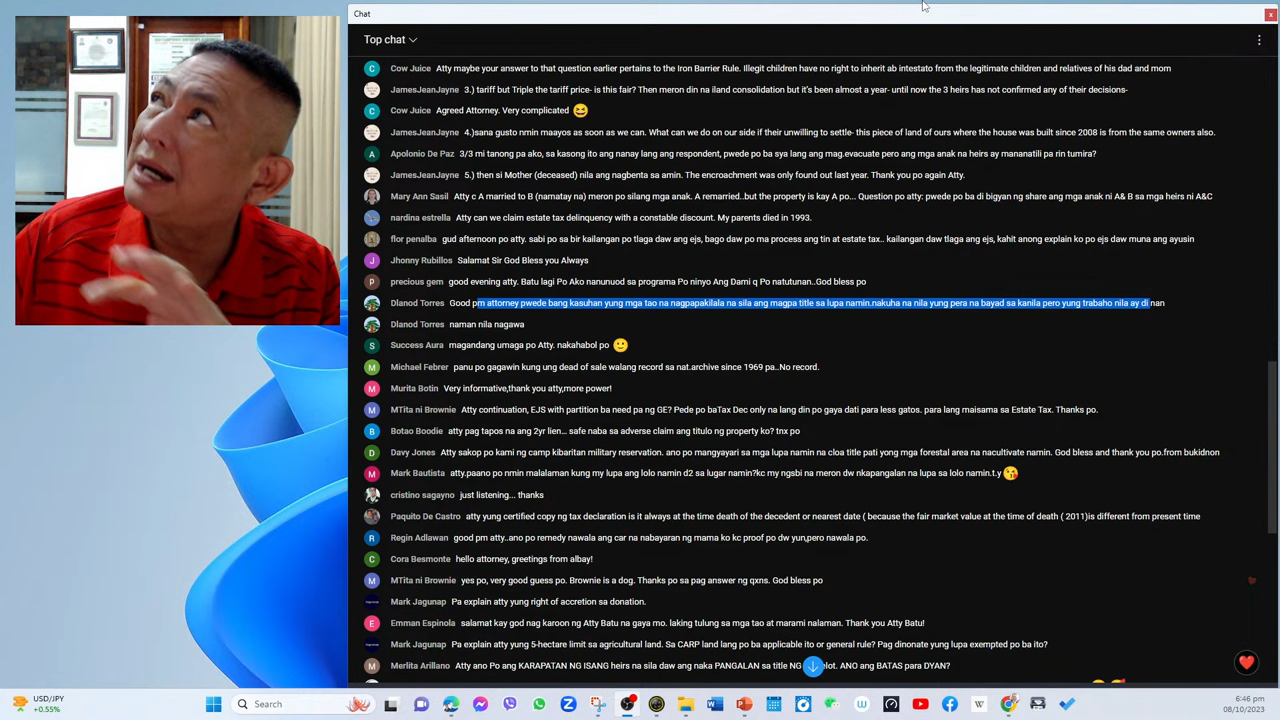 Chat
Top chat
Cow Juice Atty maybe your answer to that question earlier pertains to the Iron Barrier Rule. Illegit children have no right to inherit ab intestato from the legitimate children and relatives of his dad and mom
JamesJeanJayne 3.) tariff but Triple the tariff price- is this fair? Then meron din na iland consolidation but it's been almost a year- until now the 3 heirs has not confirmed any of their decisions-
Cow Juice Agreed Attorney. Very complicated 😆
JamesJeanJayne 4.)sana gusto nmin maayos as soon as we can. What can we do on our side if their unwilling to settle- this piece of land of ours where the house was built since 2008 is from the same owners also.
A Apolonio De Paz 3/3 mi tanong pa ako, sa kasong ito ang nanay lang ang respondent, pwede po ba sya lang ang mag.evacuate pero ang mga anak na heirs ay mananatili pa rin tumira?
JamesJeanJayne 5.) then si Mother (deceased) nila ang nagbenta sa amin. The encroachment was only found out last year. Thank you po again Atty.
Mary Ann Sasil Atty c A married to B (namatay na) meron po silang mga anak. A remarried..but the property is kay A po... Question po atty: pwede po ba di bigyan ng share ang mga anak ni A& B sa mga heirs ni A&C
nardina estrella Atty can we claim estate tax delinquency with a constable discount. My parents died in 1993.
flor penalba gud afternoon po atty. sabi po sa bir kailangan po tlaga daw ang ejs, bago daw po ma process ang tin at estate tax.. kailangan daw tlaga ang ejs, kahit anong explain ko po ejs daw muna ang ayusin
J Jhonny Rubillos Salamat Sir God Bless you Always
P precious gem good evening atty. Batu lagi Po Ako nanunuod sa programa Po ninyo Ang Dami q Po natutunan..God bless po
Dlanod Torres Good pm attorney pwede bang kasuhan yung mga tao na nagpapakilala na sila ang magpa title sa lupa namin.nakuha na nila yung pera na bayad sa kanila pero yung trabaho nila ay di nan
Dlanod Torres naman nila nagawa
S Success Aura magandang umaga po Atty. nakahabol po 🙂
M Michael Febrer panu po gagawin kung ung dead of sale walang record sa nat.archive since 1969 pa..No record.
M Murita Botin Very informative,thank you atty,more power!
M MTita ni Brownie Atty continuation, EJS with partition ba need pa ng GE? Pede po baTax Dec only na lang din po gaya dati para less gatos. para lang maisama sa Estate Tax. Thanks po.
B Botao Boodie atty pag tapos na ang 2yr lien... safe naba sa adverse claim ang titulo ng property ko? tnx po
D Davy Jones Atty sakop po kami ng camp kibaritan military reservation. ano po mangyayari sa mga lupa namin na cloa title pati yong mga forestal area na nacultivate namin. God bless and thank you po.from bukidnon
M Mark Bautista atty.paano po nmin malalaman kung my lupa ang lolo namin d2 sa lugar namin?kc my ngsbi na meron dw nkapangalan na lupa sa lolo namin.t.y 😘
cristino sagayno just listening... thanks
Paquito De Castro atty yung certified copy ng tax declaration is it always at the time death of the decedent or nearest date ( because the fair market value at the time of death ( 2011)is different from present time
R Regin Adlawan good pm atty..ano po remedy nawala ang car na nabayaran ng mama ko kc proof po dw yun,pero nawala po.
C Cora Besmonte hello attorney, greetings from albay!
M MTita ni Brownie yes po, very good guess po. Brownie is a dog. Thanks po sa pag answer ng qxns. God bless po
Mark Jagunap Pa explain atty yung right of accretion sa donation.
E Emman Espinola salamat kay god nag karoon ng Atty Batu na gaya mo. laking tulung sa mga tao at marami nalaman. Thank you Atty Batu!
Mark Jagunap Pa explain atty yung 5-hectare limit sa agricultural land. Sa CARP land lang po ba applicable ito or general rule? Pag dinonate yung lupa exempted po ba ito?
M Merlita Arillano Atty ano Po ang KARAPATAN NG ISANG heirs na sila daw ang naka PANGALAN sa title NG elot. ANO ang BATAS para DYAN?
USD/JPY
+0.55%
Search
6:46 pm
08/10/2023